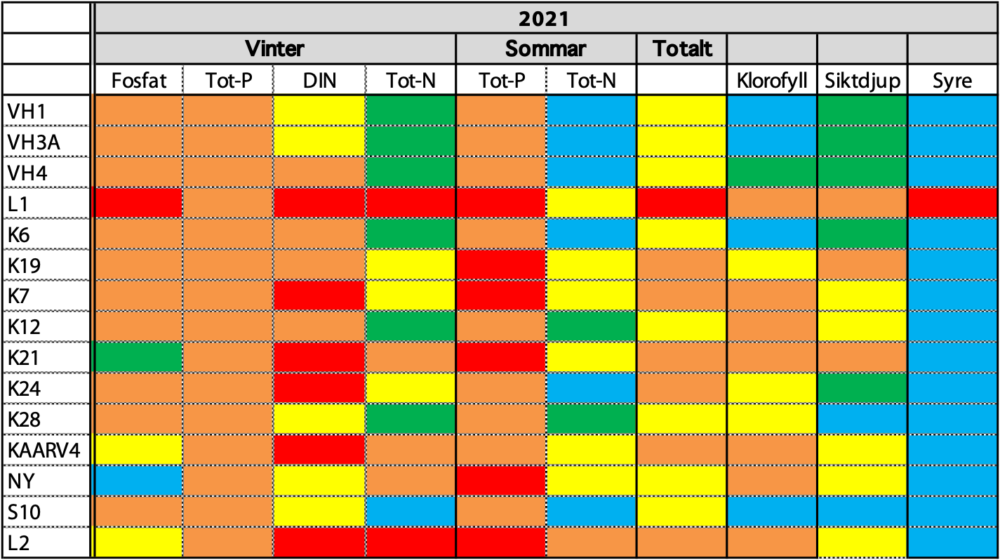 2021
Vinter Sommar Totalt
Fosfat Tot-P DIN Tot-N Tot-P Tot-N Klorofyll Siktdjup Syre
VH1
VH3A
VH4
L1
K6
K19
K7
K12
K21
K24
K28
KAARV4
NY
S10
L2